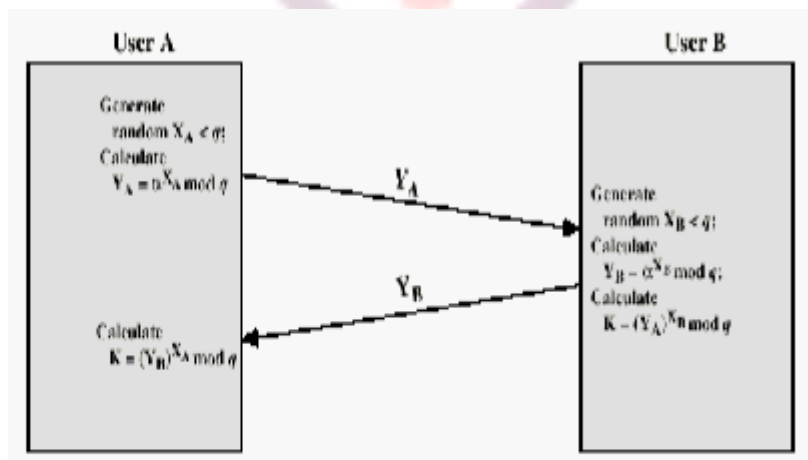 User A
User B
Generate
random X_A < q;
Calculate
Y_A = α^X_A mod q
Y_A
Generate
random X_B < q;
Calculate
Y_B = α^X_B mod q;
Calculate
K = (Y_A)^X_B mod q
Y_B
Calculate
K = (Y_B)^X_A mod q